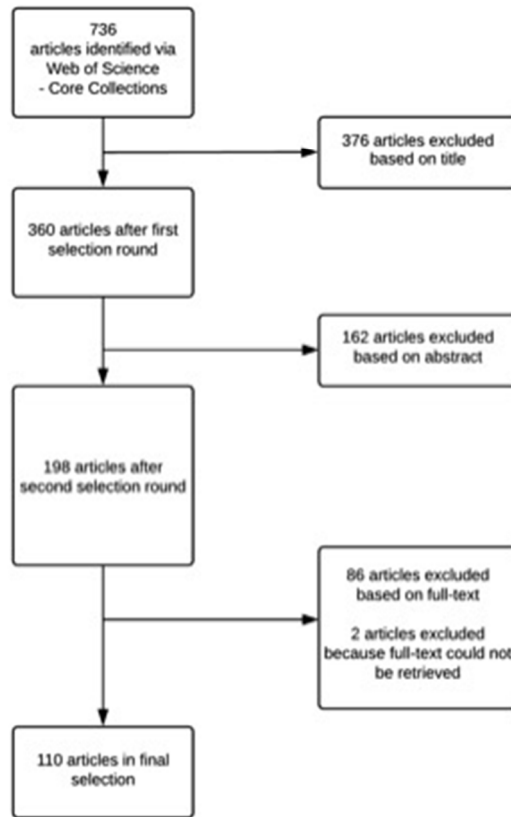 736
articles identified via
Web of Science
- Core Collections
376 articles excluded
based on title
360 articles after first
selection round
162 articles excluded
based on abstract
198 articles after
second selection round
86 articles excluded
based on full-text
2 articles excluded
because full-text could not
be retrieved
110 articles in final
selection